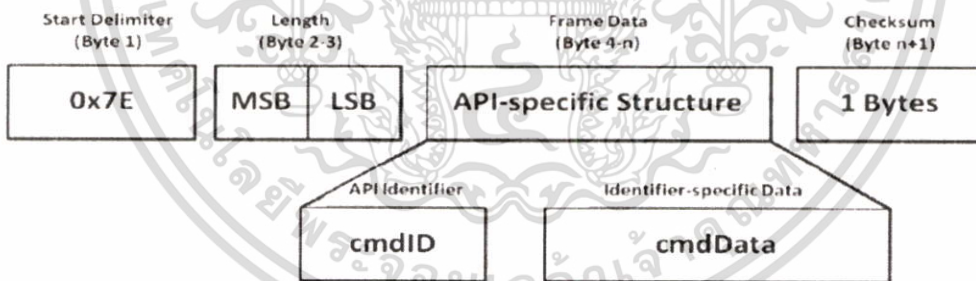 Start Delimiter
(Byte 1)
Length
(Byte 2-3)
Frame Data
(Byte 4-n)
Checksum
(Byte n+1)
0x7E
MSB
LSB
API-specific Structure
1 Bytes
API Identifier
Identifier-specific Data
cmdID
cmdData